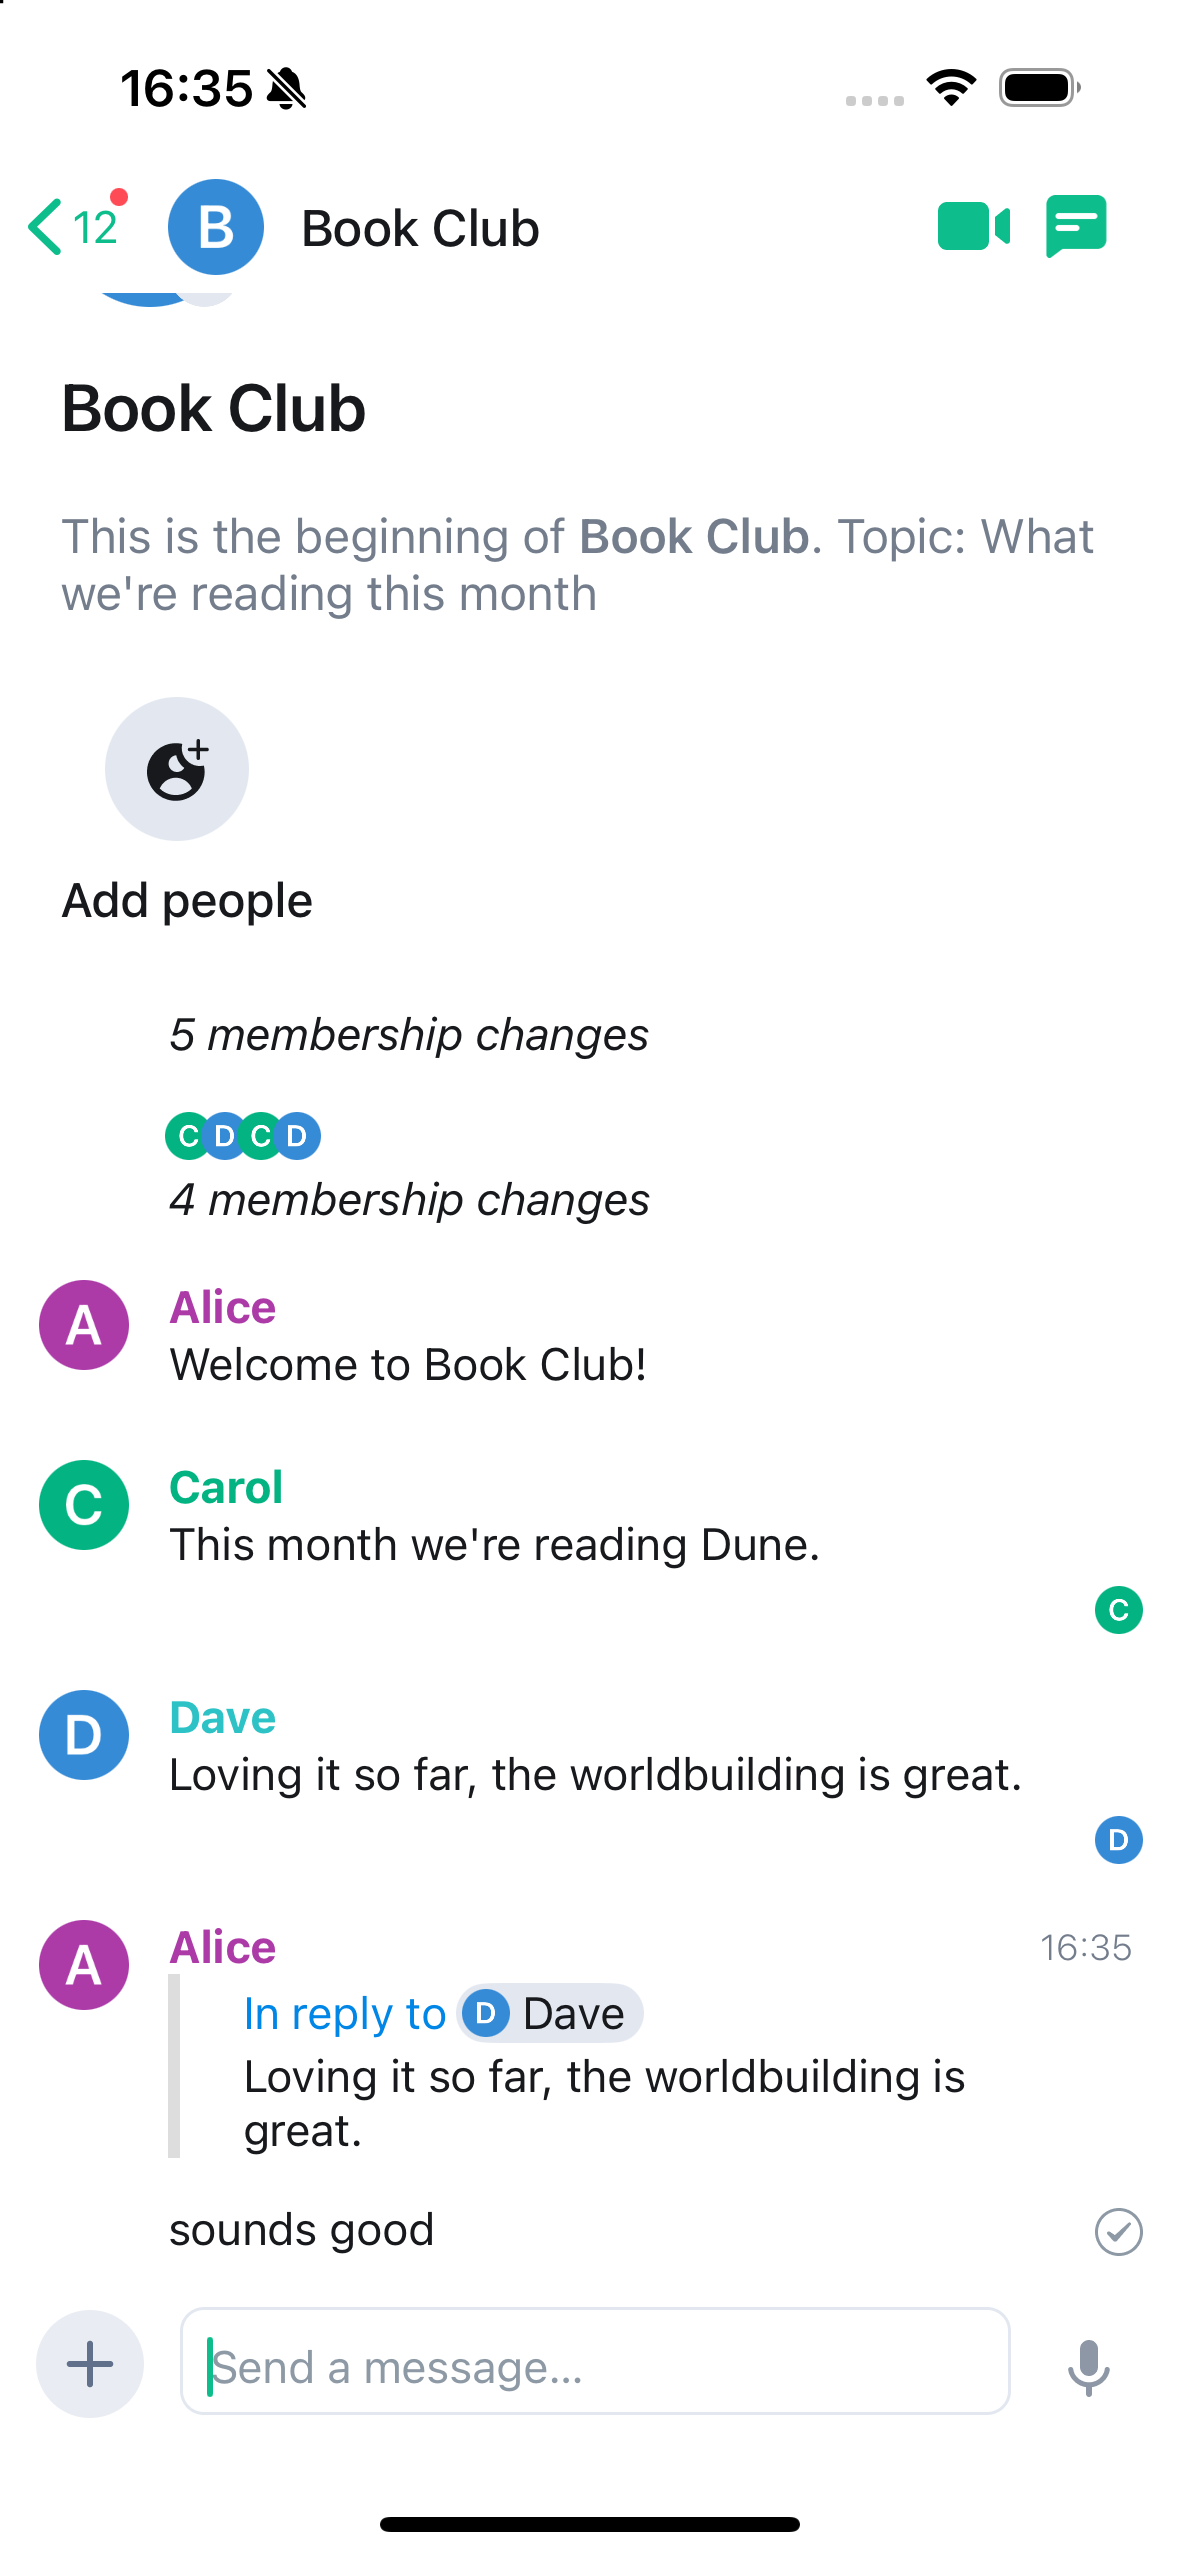 16:35
12
B
Book Club
Book Club
This is the beginning of Book Club. Topic: What
we're reading this month
Add people
5 membership changes
C D C D
4 membership changes
A
Alice
Welcome to Book Club!
C
Carol
This month we're reading Dune.
C
D
Dave
Loving it so far, the worldbuilding is great.
D
A
Alice
16:35
In reply to D Dave
Loving it so far, the worldbuilding is
great.
sounds good
Send a message...